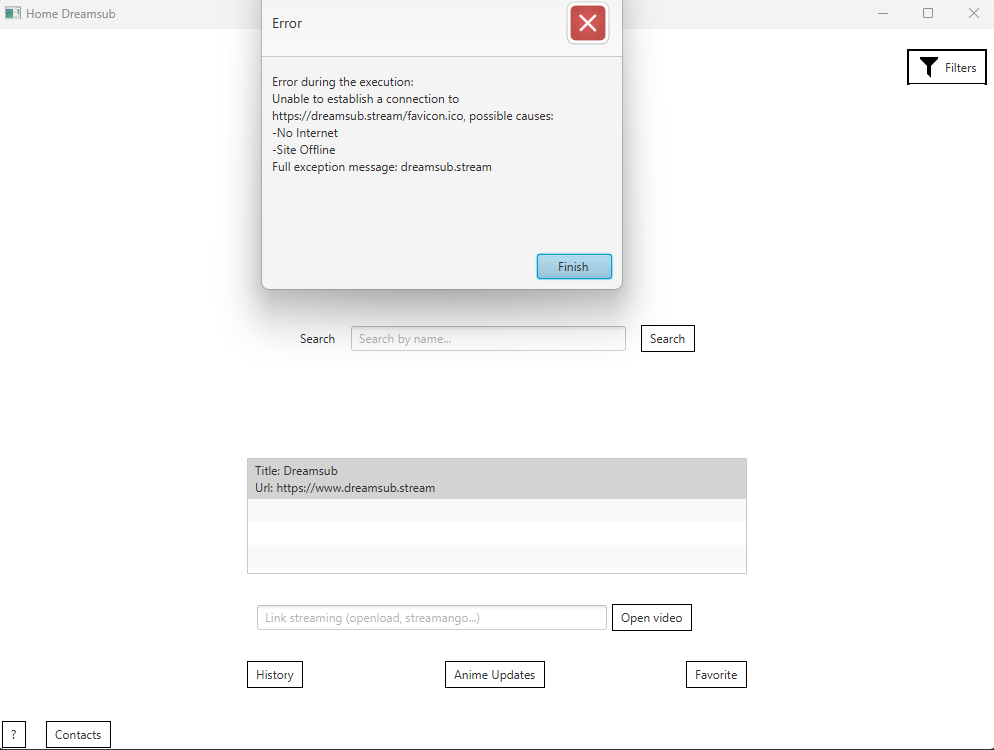 Home Dreamsub
Error
Filters
Error during the execution:
Unable to establish a connection to
https://dreamsub.stream/favicon.ico, possible causes:
-No Internet
-Site Offline
Full exception message: dreamsub.stream
Finish
Search
Search by name...
Search
Title: Dreamsub
Url: https://www.dreamsub.stream
Link streaming (openload, streamango...)
Open video
History
Anime Updates
Favorite
?
Contacts